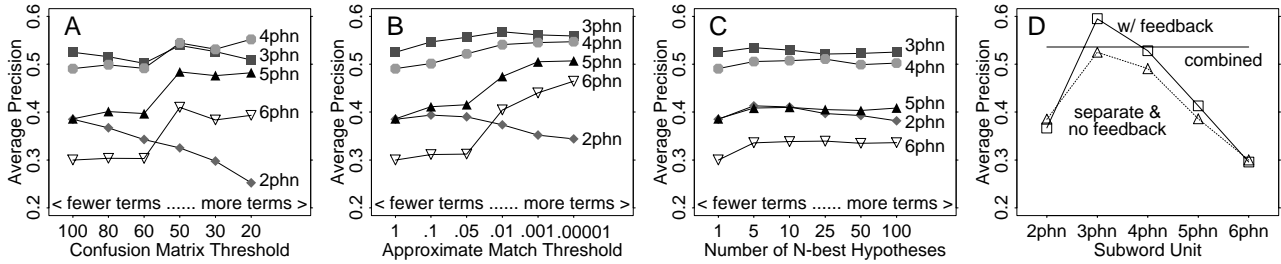 A
Average Precision
0.2 0.3 0.4 0.5 0.6
4phn
3phn
5phn
6phn
2phn
< fewer terms ...... more terms >
100 80 60 50 30 20
Confusion Matrix Threshold
B
Average Precision
0.2 0.3 0.4 0.5 0.6
3phn
4phn
5phn
6phn
2phn
< fewer terms ...... more terms >
1 .1 .05 .01 .001 .00001
Approximate Match Threshold
C
Average Precision
0.2 0.3 0.4 0.5 0.6
3phn
4phn
5phn
2phn
6phn
< fewer terms ...... more terms >
1 5 10 25 50 100
Number of N-best Hypotheses
D
Average Precision
0.2 0.3 0.4 0.5 0.6
w/ feedback
combined
separate &
no feedback
2phn 3phn 4phn 5phn 6phn
Subword Unit